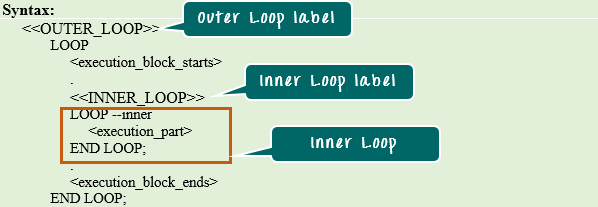 Syntax:
<<OUTER_LOOP>>
Outer Loop label
LOOP
<execution_block_starts>
.
Inner Loop label
<<INNER_LOOP>>
LOOP --inner
<execution_part>
Inner Loop
END LOOP;
.
<execution_block_ends>
END LOOP;